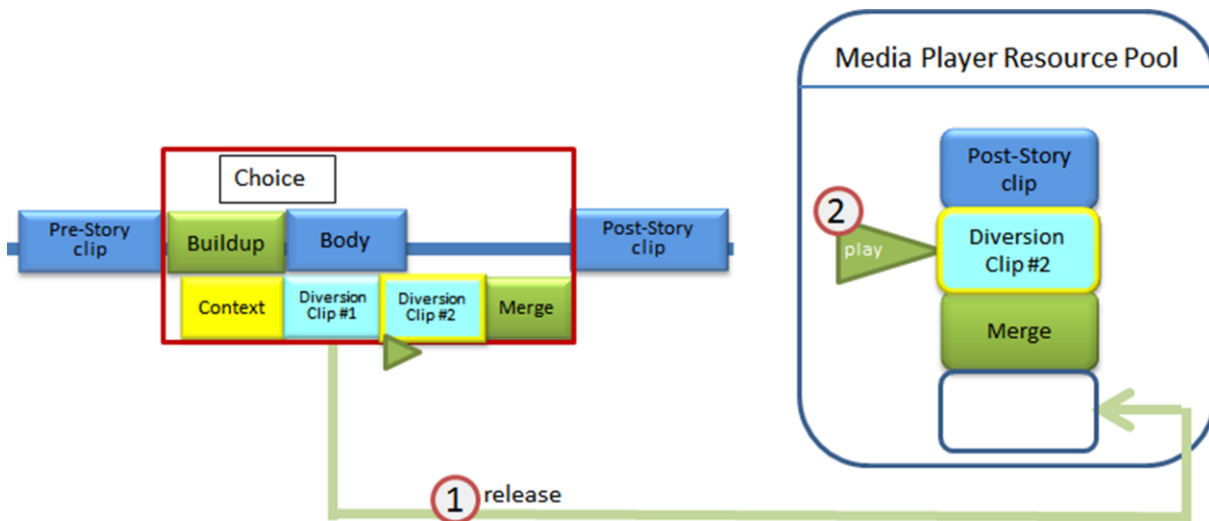 Media Player Resource Pool
Choice
Pre-Story
clip
Buildup
Body
Post-Story
clip
Context
Diversion
Clip #1
Diversion
Clip #2
Merge
Post-Story
clip
2
play
Diversion
Clip #2
Merge
1
release